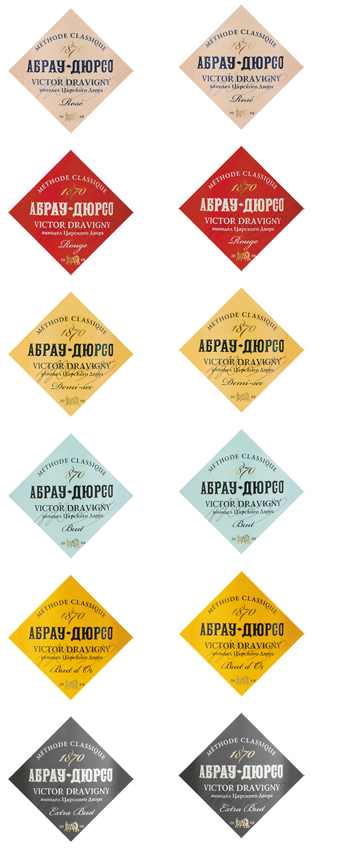 MÉTHODE CLASSIQUE
1870
АБРАУ-ДЮРСО
VICTOR DRAVIGNY
винодел Царского Двора
Rosé
MÉTHODE CLASSIQUE
1870
АБРАУ-ДЮРСО
VICTOR DRAVIGNY
винодел Царского Двора
Rosé
MÉTHODE CLASSIQUE
1870
АБРАУ-ДЮРСО
VICTOR DRAVIGNY
винодел Царского Двора
Rouge
MÉTHODE CLASSIQUE
1870
АБРАУ-ДЮРСО
VICTOR DRAVIGNY
винодел Царского Двора
Rouge
MÉTHODE CLASSIQUE
1870
АБРАУ-ДЮРСО
VICTOR DRAVIGNY
винодел Царского Двора
Demi-sec
MÉTHODE CLASSIQUE
1870
АБРАУ-ДЮРСО
VICTOR DRAVIGNY
винодел Царского Двора
Demi-sec
MÉTHODE CLASSIQUE
1870
АБРАУ-ДЮРСО
VICTOR DRAVIGNY
винодел Царского Двора
Brut
MÉTHODE CLASSIQUE
1870
АБРАУ-ДЮРСО
VICTOR DRAVIGNY
винодел Царского Двора
Brut
MÉTHODE CLASSIQUE
1870
АБРАУ-ДЮРСО
VICTOR DRAVIGNY
винодел Царского Двора
Brut d'Or
MÉTHODE CLASSIQUE
1870
АБРАУ-ДЮРСО
VICTOR DRAVIGNY
винодел Царского Двора
Brut d'Or
MÉTHODE CLASSIQUE
1870
АБРАУ-ДЮРСО
VICTOR DRAVIGNY
винодел Царского Двора
Extra Brut
MÉTHODE CLASSIQUE
1870
АБРАУ-ДЮРСО
VICTOR DRAVIGNY
винодел Царского Двора
Extra Brut